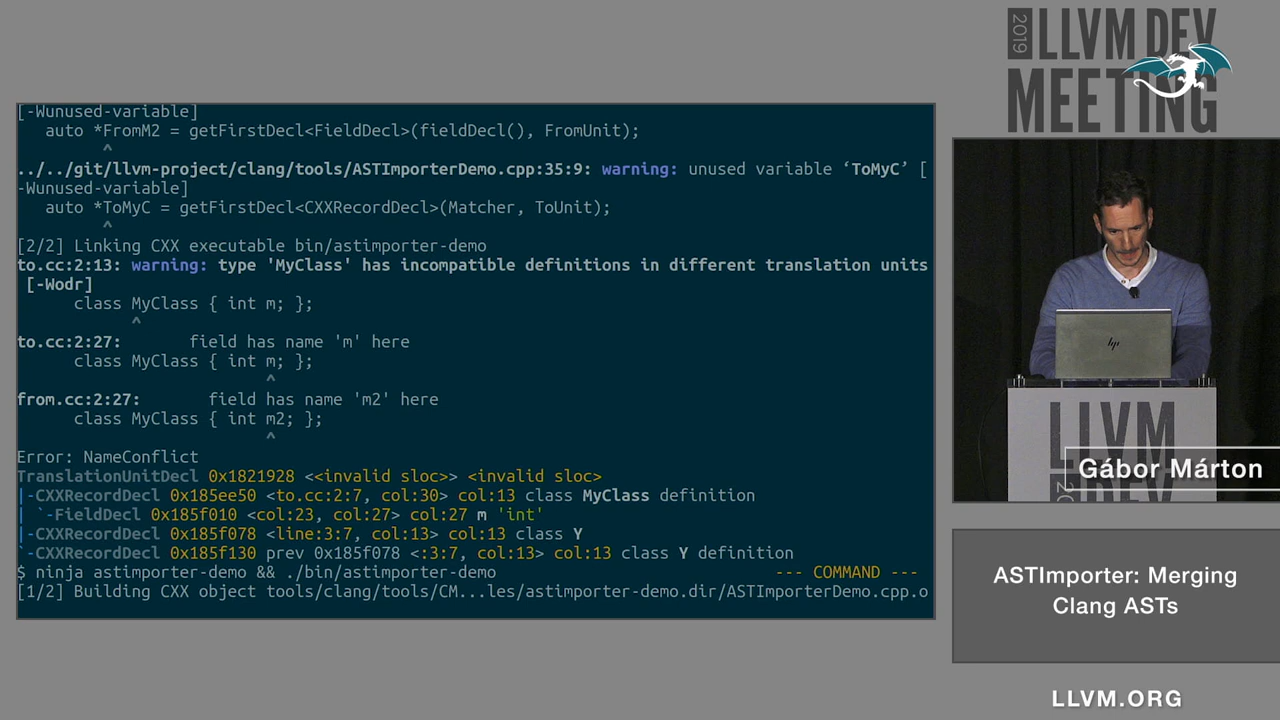 [-Wunused-variable]
auto *FromM2 = getFirstDecl<FieldDecl>(fieldDecl(), FromUnit);
^
../../git/llvm-project/clang/tools/ASTImporterDemo.cpp:35:9: warning: unused variable ‘ToMyC’ [
-Wunused-variable]
auto *ToMyC = getFirstDecl<CXXRecordDecl>(Matcher, ToUnit);
^
[2/2] Linking CXX executable bin/astimporter-demo
to.cc:2:13: warning: type 'MyClass' has incompatible definitions in different translation units
[-Wodr]
class MyClass { int m; };
^
to.cc:2:27: field has name 'm' here
class MyClass { int m; };
^
from.cc:2:27: field has name 'm2' here
class MyClass { int m2; };
^
Error: NameConflict
TranslationUnitDecl 0x1821928 <<invalid sloc>> <invalid sloc>
|-CXXRecordDecl 0x185ee50 <to.cc:2:7, col:30> col:13 class MyClass definition
| `-FieldDecl 0x185f010 <col:23, col:27> col:27 m 'int'
|-CXXRecordDecl 0x185f078 <line:3:7, col:13> col:13 class Y
`-CXXRecordDecl 0x185f130 prev 0x185f078 <:3:7, col:13> col:13 class Y definition
$ ninja astimporter-demo && ./bin/astimporter-demo --- COMMAND ---
[1/2] Building CXX object tools/clang/tools/CM...les/astimporter-demo.dir/ASTImporterDemo.cpp.o
2019 LLVM DEV
MEETING
hp
LLVM
Gábor Márton
ASTImporter: Merging
Clang ASTs
LLVM.ORG